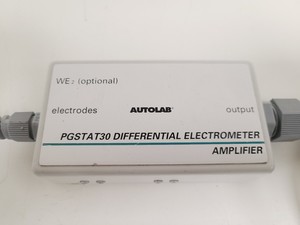 WE₂ (optional)
electrodes AUTOLAB® output
PGSTAT30 DIFFERENTIAL ELECTROMETER
AMPLIFIER